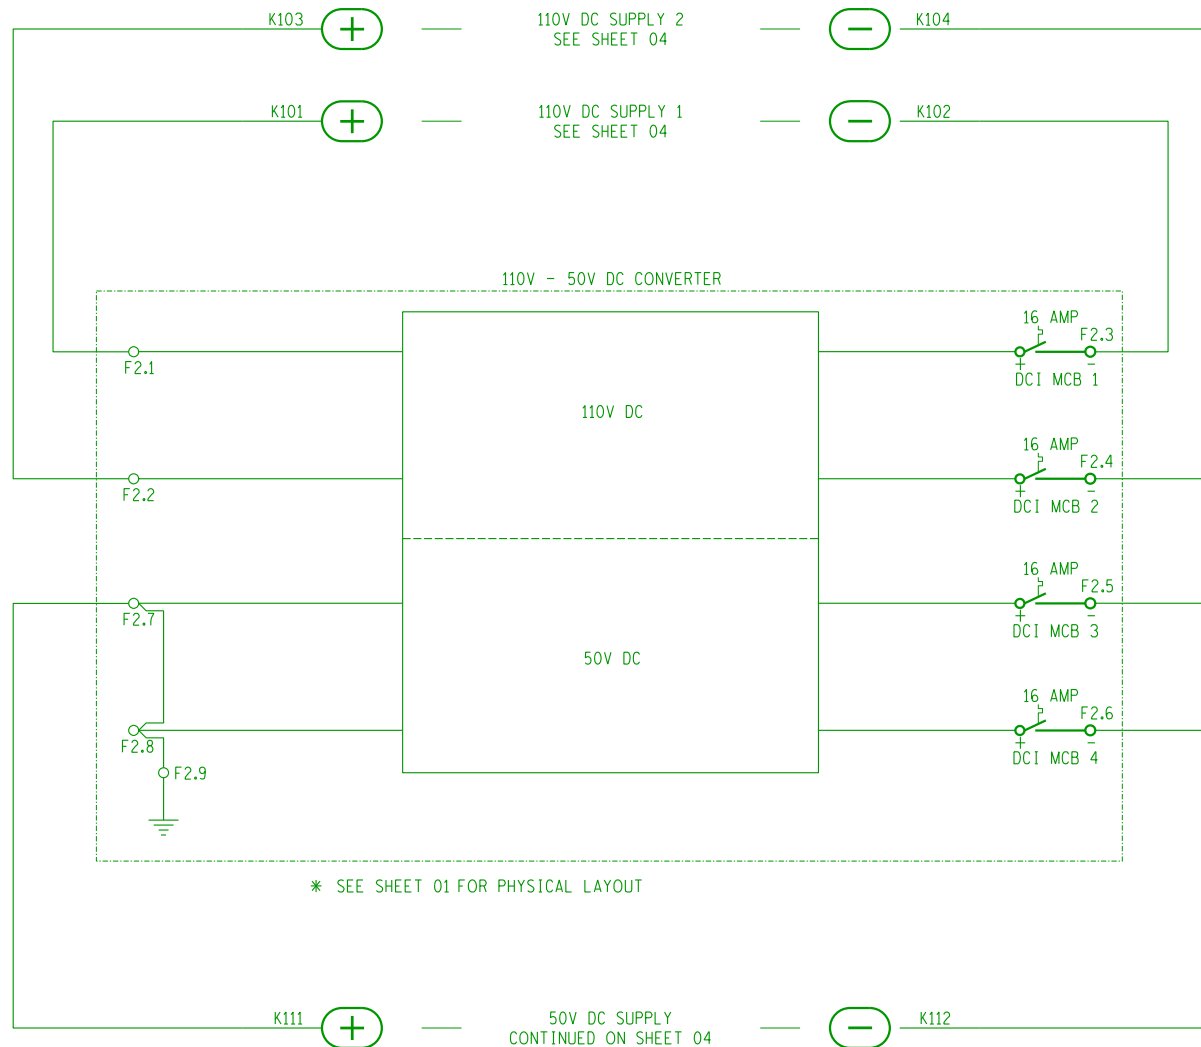 K103
110V DC SUPPLY 2
K104
SEE SHEET 04
K101
110V DC SUPPLY 1
K102
SEE SHEET 04
110V - 50V DC CONVERTER
16 AMP
F2.3
F2.1
+ -
DCI MCB 1
110V DC
16 AMP
F2.4
F2.2
+ -
DCI MCB 2
16 AMP
F2.5
F2.7
+ -
DCI MCB 3
50V DC
16 AMP
F2.6
F2.8
+ -
DCI MCB 4
F2.9
* SEE SHEET 01 FOR PHYSICAL LAYOUT
K111
50V DC SUPPLY
K112
CONTINUED ON SHEET 04